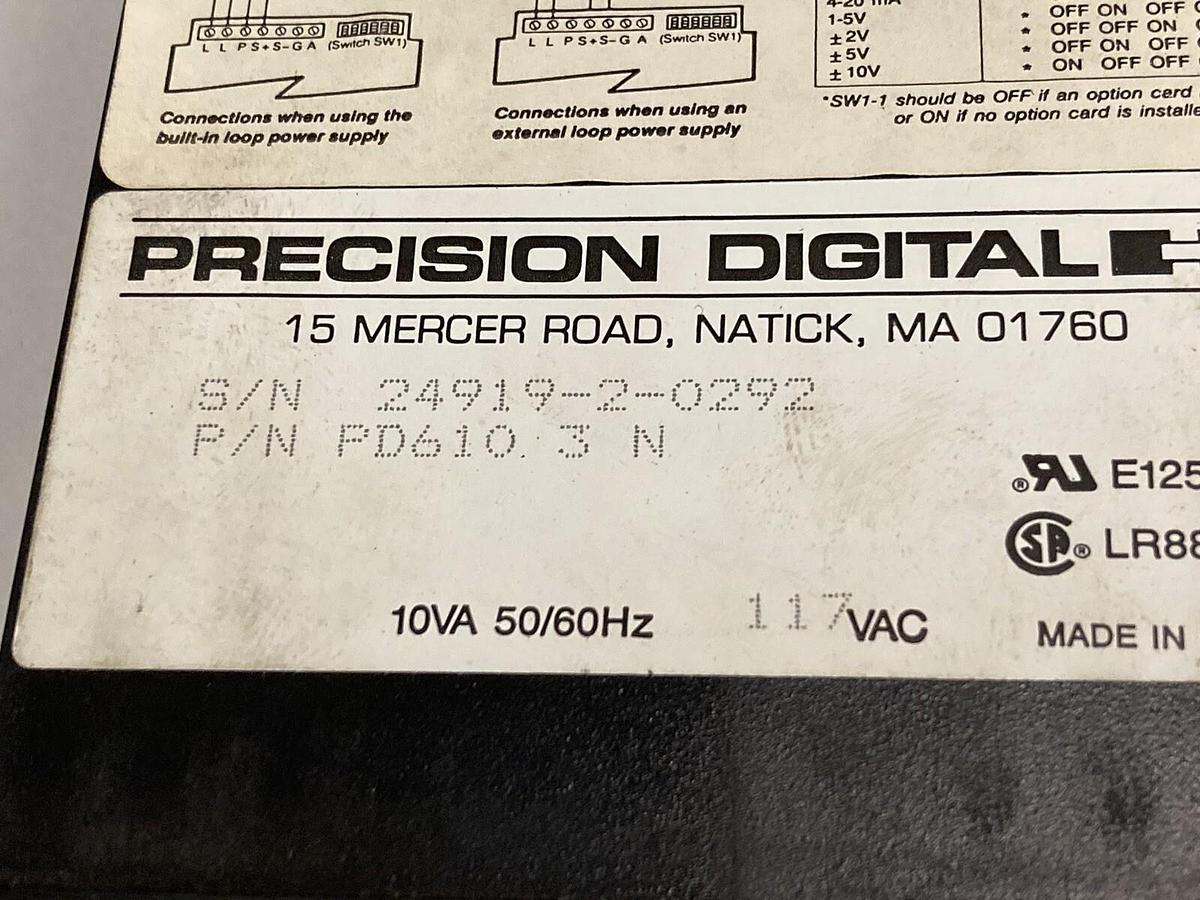 L L P S+S-G A (Switch SW1)
L L P S+S-G A (Switch SW1)
Connections when using the
built-in loop power supply
Connections when using an
external loop power supply
4-20 mA
1-5V * OFF ON OFF
±2V * OFF OFF ON
±5V * OFF ON OFF
±10V * ON OFF OFF
*SW1-1 should be OFF if an option card
or ON if no option card is
PRECISION DIGITAL
15 MERCER ROAD, NATICK, MA 01760
S/N 24919-2-0292
P/N PD610.3 N
® E125
® LR88
10VA 50/60Hz 117VAC
MADE IN